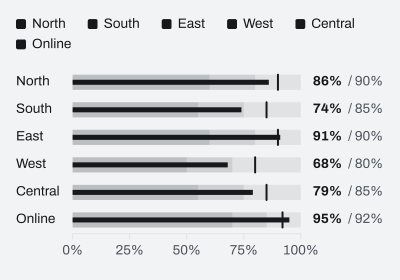 North South East West Central
Online
North 86% / 90%
South 74% / 85%
East 91% / 90%
West 68% / 80%
Central 79% / 85%
Online 95% / 92%
0% 25% 50% 75% 100%